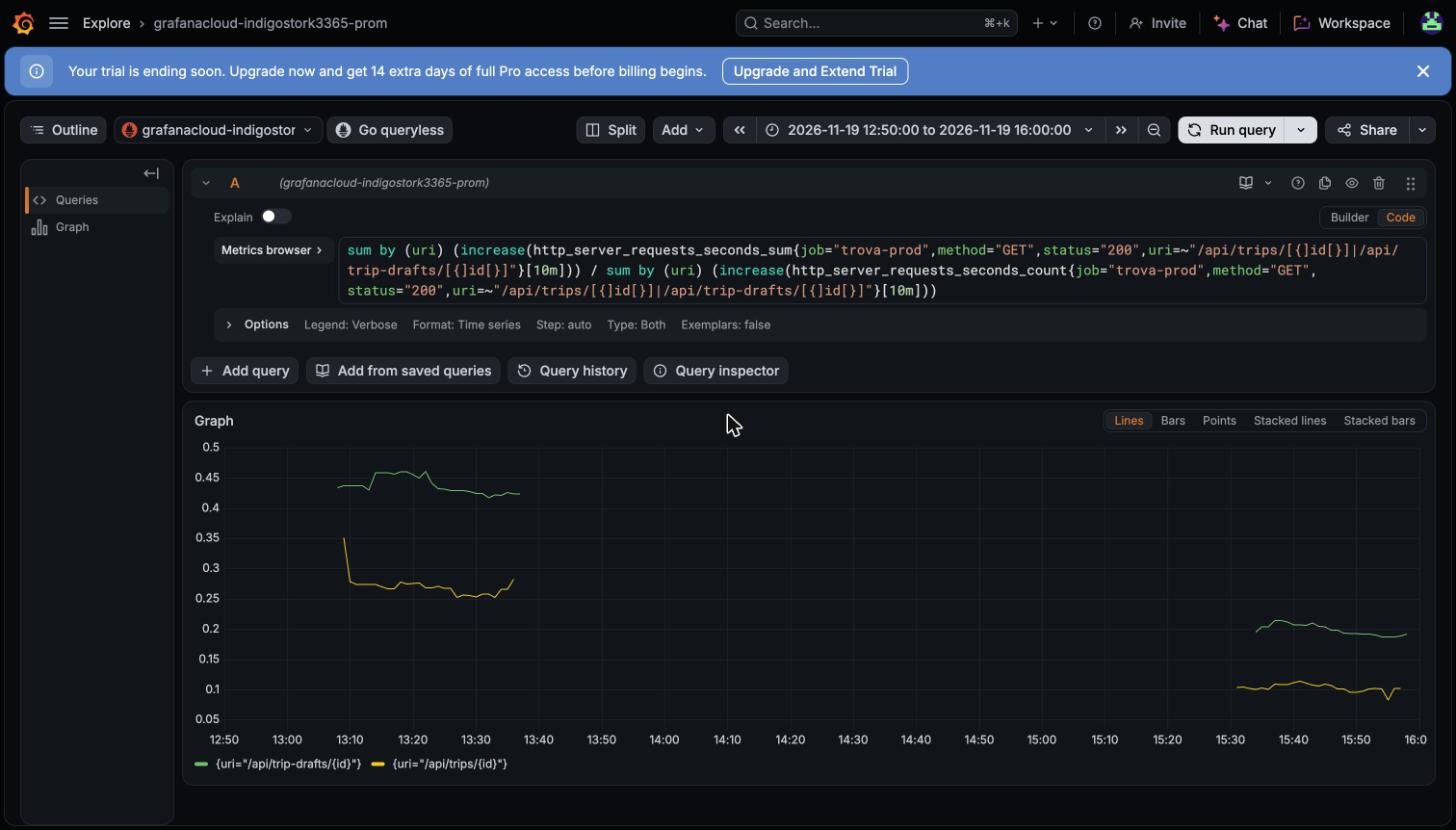 Explore › grafanacloud-indigostork3365-prom
Search... ⌘+k
Invite
Chat
Workspace
Your trial is ending soon. Upgrade now and get 14 extra days of full Pro access before billing begins.
Upgrade and Extend Trial
Outline
grafanacloud-indigostor
Go queryless
Split
Add
2026-11-19 12:50:00 to 2026-11-19 16:00:00
Run query
Share
Queries
Graph
A (grafanacloud-indigostork3365-prom)
Explain
Builder Code
Metrics browser >
sum by (uri) (increase(http_server_requests_seconds_sum{job="trova-prod",method="GET",status="200",uri=~"/api/trips/[{]id[}]|/api/
trip-drafts/[{]id[}]"}[10m])) / sum by (uri) (increase(http_server_requests_seconds_count{job="trova-prod",method="GET",
status="200",uri=~"/api/trips/[{]id[}]|/api/trip-drafts/[{]id[}]"}[10m]))
Options Legend: Verbose Format: Time series Step: auto Type: Both Exemplars: false
+ Add query
Add from saved queries
Query history
Query inspector
Graph
Lines Bars Points Stacked lines Stacked bars
0.5
0.45
0.4
0.35
0.3
0.25
0.2
0.15
0.1
0.05
12:50 13:00 13:10 13:20 13:30 13:40 13:50 14:00 14:10 14:20 14:30 14:40 14:50 15:00 15:10 15:20 15:30 15:40 15:50 16:0
{uri="/api/trip-drafts/{id}"} {uri="/api/trips/{id}"}